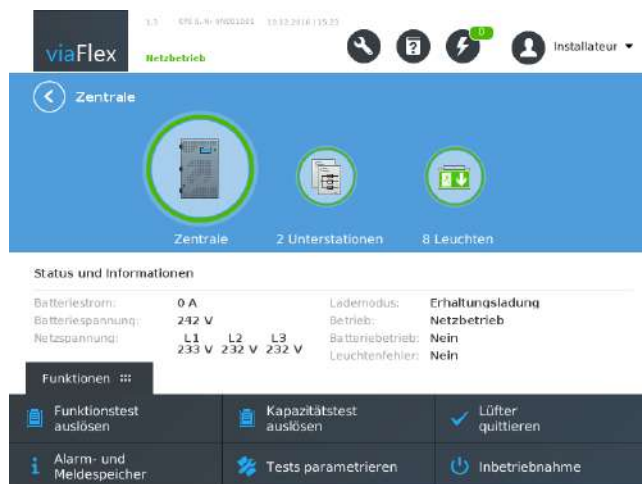 viaFlex
Netzbetrieb
0
Installateur
Zentrale
Zentrale
2 Unterstationen
8 Leuchten
Status und Informationen
Batteriestrom: 0 A
Lademodus: Erhaltungsladung
Batteriespannung: 242 V
Betrieb: Netzbetrieb
Netzspannung: L1 L2 L3
233 V 232 V 232 V
Batteriebetrieb: Nein
Leuchtenfehler: Nein
Funktionen
Funktionstest
auslösen
Kapazitätstest
auslösen
Lüfter
quittieren
Alarm- und
Meldespeicher
Tests parametrieren
Inbetriebnahme